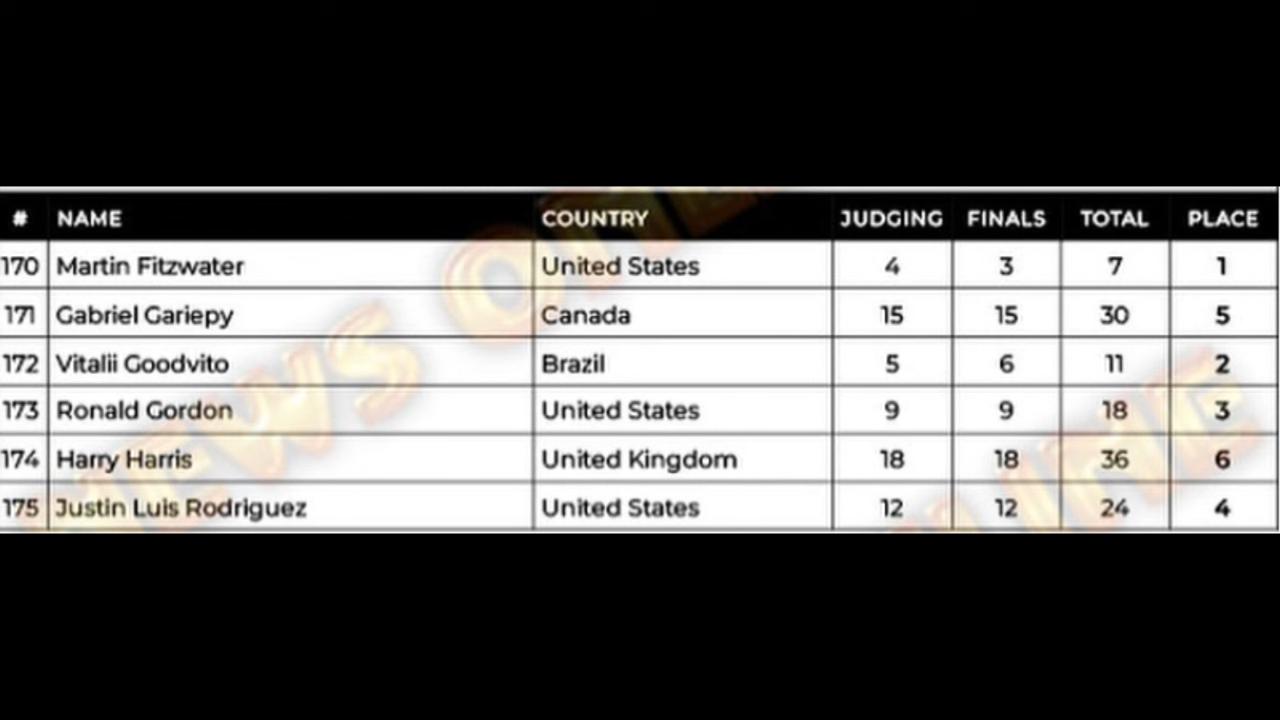 # NAME COUNTRY JUDGING FINALS TOTAL PLACE
170 Martin Fitzwater United States 4 3 7 1
171 Gabriel Gariepy Canada 15 15 30 5
172 Vitalii Goodvito Brazil 5 6 11 2
173 Ronald Gordon United States 9 9 18 3
174 Harry Harris United Kingdom 18 18 36 6
175 Justin Luis Rodriguez United States 12 12 24 4